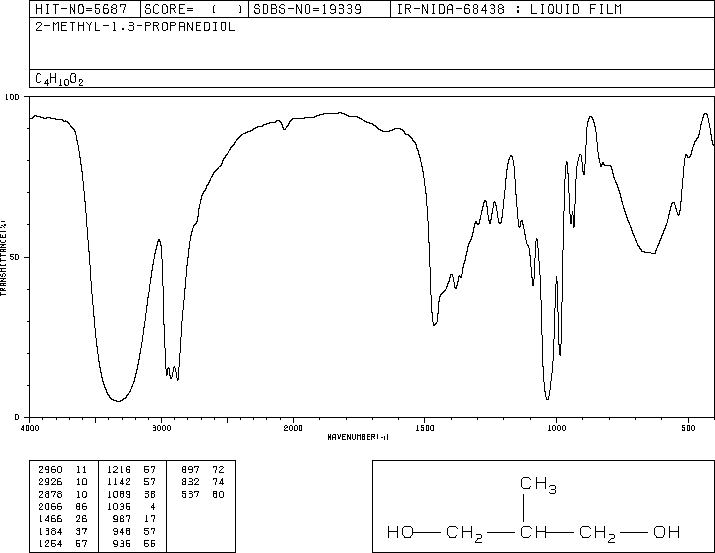 HIT-NO=5687 SCORE= ( ) SDBS-NO=19339 IR-NIDA-68438 : LIQUID FILM
2-METHYL-1,3-PROPANEDIOL
C4H10O2
100
50
0
TRANSMITTANCE(%)
4000 3000 2000 1500 1000 500
WAVENUMBER(-1)
2960 11 1216 57 897 72
2926 10 1142 57 832 74
2878 10 1089 38 537 60
2066 86 1036 4
1466 26 987 17
1384 37 948 57
1254 57 936 56
CH3
HO CH2 CH CH2 OH